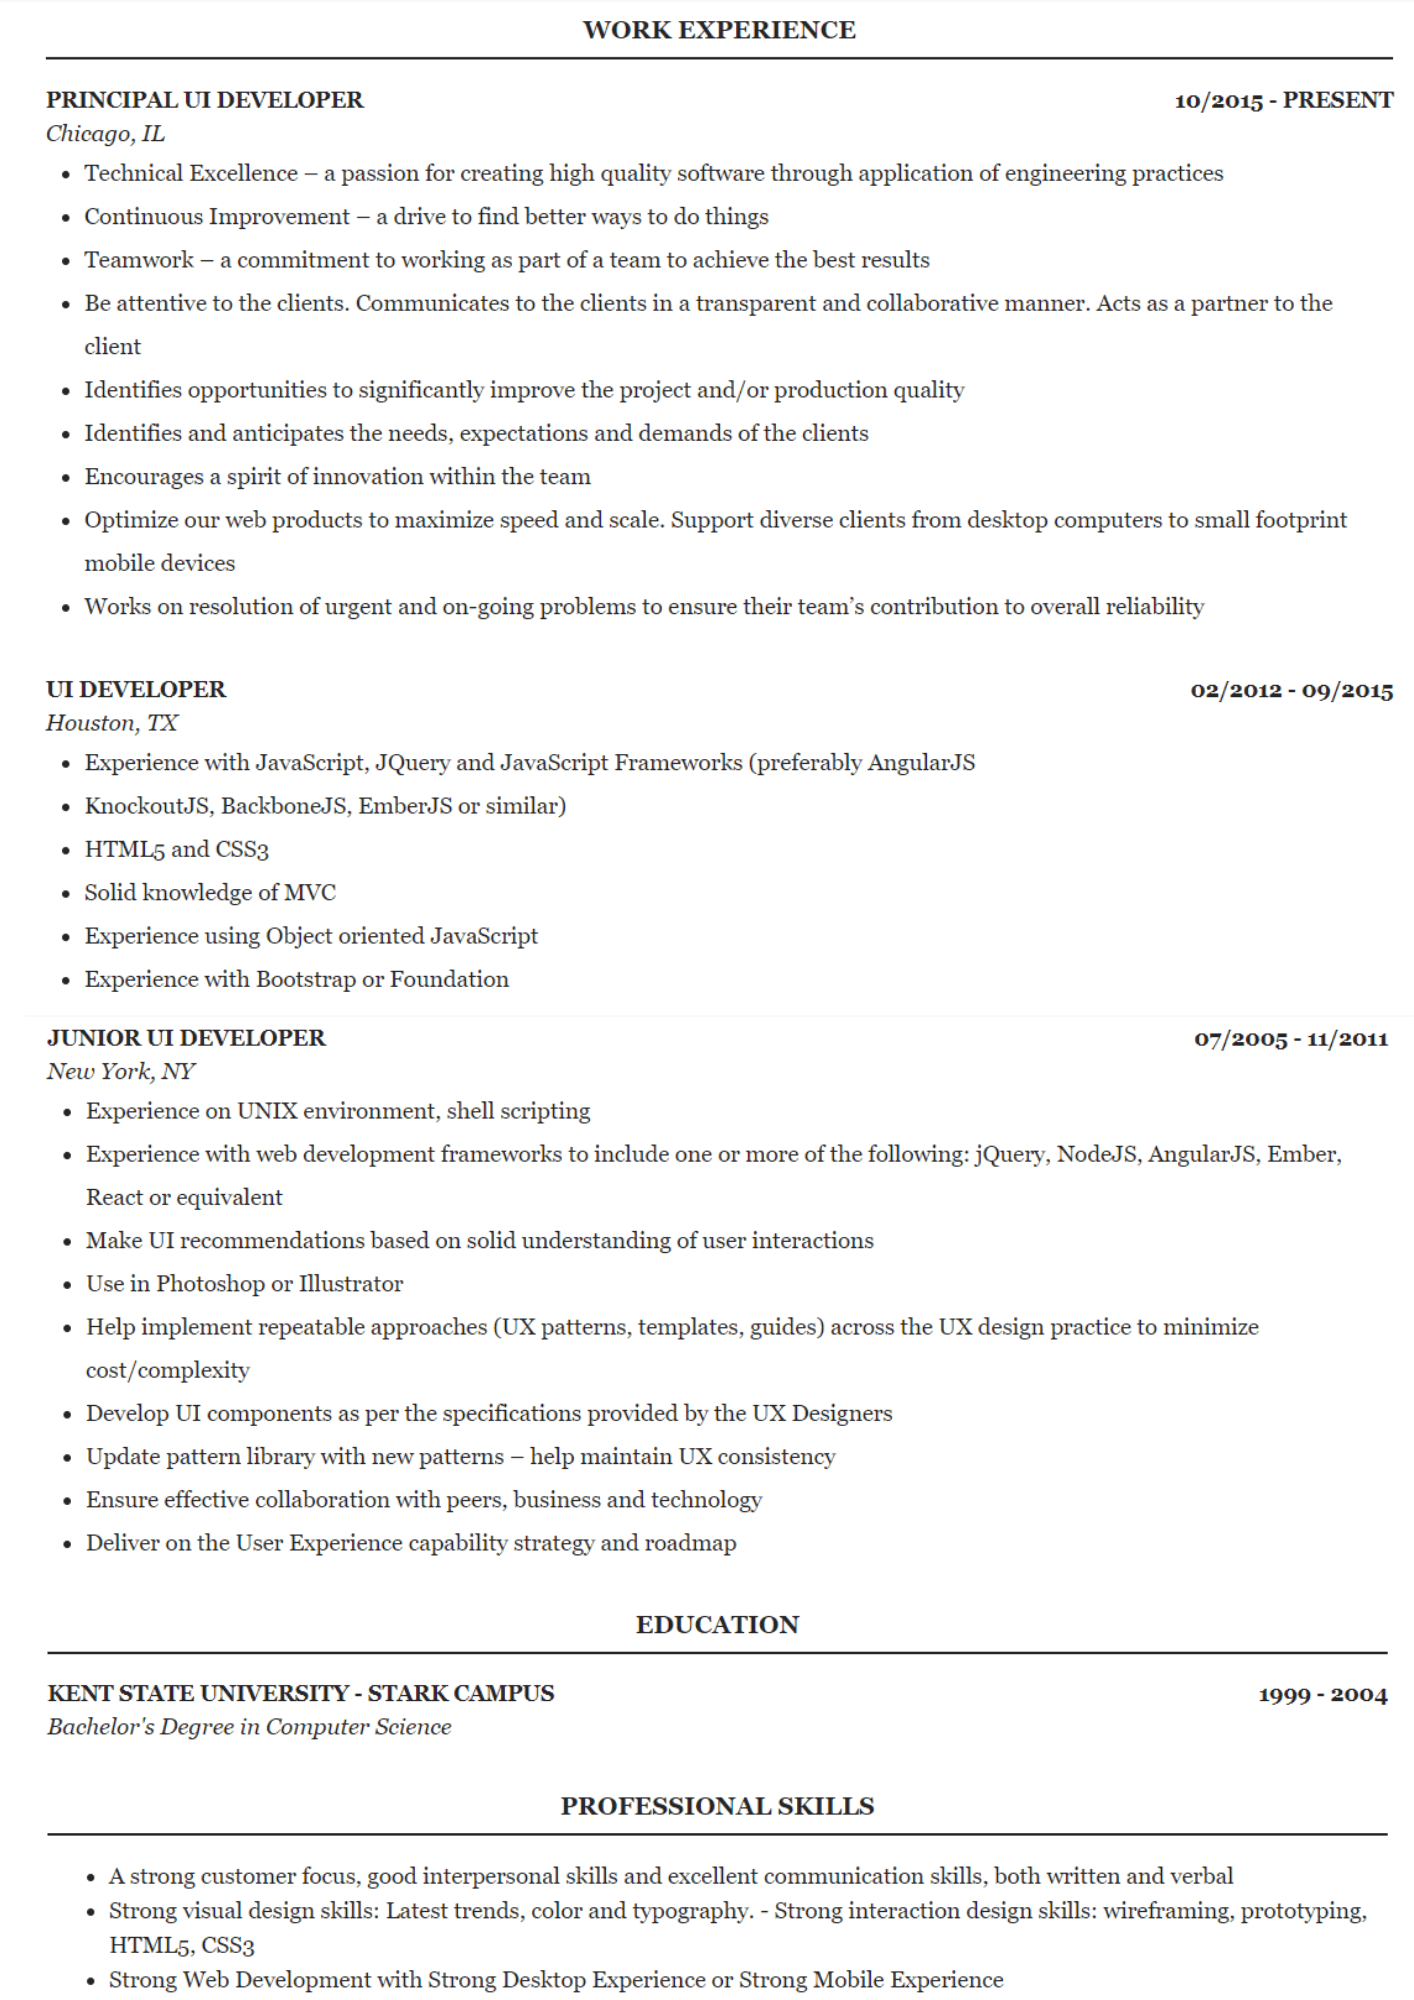 WORK EXPERIENCE
PRINCIPAL UI DEVELOPER 10/2015 - PRESENT
Chicago, IL
• Technical Excellence – a passion for creating high quality software through application of engineering practices
• Continuous Improvement – a drive to find better ways to do things
• Teamwork – a commitment to working as part of a team to achieve the best results
• Be attentive to the clients. Communicates to the clients in a transparent and collaborative manner. Acts as a partner to the
client
• Identifies opportunities to significantly improve the project and/or production quality
• Identifies and anticipates the needs, expectations and demands of the clients
• Encourages a spirit of innovation within the team
• Optimize our web products to maximize speed and scale. Support diverse clients from desktop computers to small footprint
mobile devices
• Works on resolution of urgent and on-going problems to ensure their team’s contribution to overall reliability
UI DEVELOPER 02/2012 - 09/2015
Houston, TX
• Experience with JavaScript, JQuery and JavaScript Frameworks (preferably AngularJS
• KnockoutJS, BackboneJS, EmberJS or similar)
• HTML5 and CSS3
• Solid knowledge of MVC
• Experience using Object oriented JavaScript
• Experience with Bootstrap or Foundation
JUNIOR UI DEVELOPER 07/2005 - 11/2011
New York, NY
• Experience on UNIX environment, shell scripting
• Experience with web development frameworks to include one or more of the following: jQuery, NodeJS, AngularJS, Ember,
React or equivalent
• Make UI recommendations based on solid understanding of user interactions
• Use in Photoshop or Illustrator
• Help implement repeatable approaches (UX patterns, templates, guides) across the UX design practice to minimize
cost/complexity
• Develop UI components as per the specifications provided by the UX Designers
• Update pattern library with new patterns – help maintain UX consistency
• Ensure effective collaboration with peers, business and technology
• Deliver on the User Experience capability strategy and roadmap
EDUCATION
KENT STATE UNIVERSITY - STARK CAMPUS 1999 - 2004
Bachelor's Degree in Computer Science
PROFESSIONAL SKILLS
• A strong customer focus, good interpersonal skills and excellent communication skills, both written and verbal
• Strong visual design skills: Latest trends, color and typography. - Strong interaction design skills: wireframing, prototyping,
HTML5, CSS3
• Strong Web Development with Strong Desktop Experience or Strong Mobile Experience